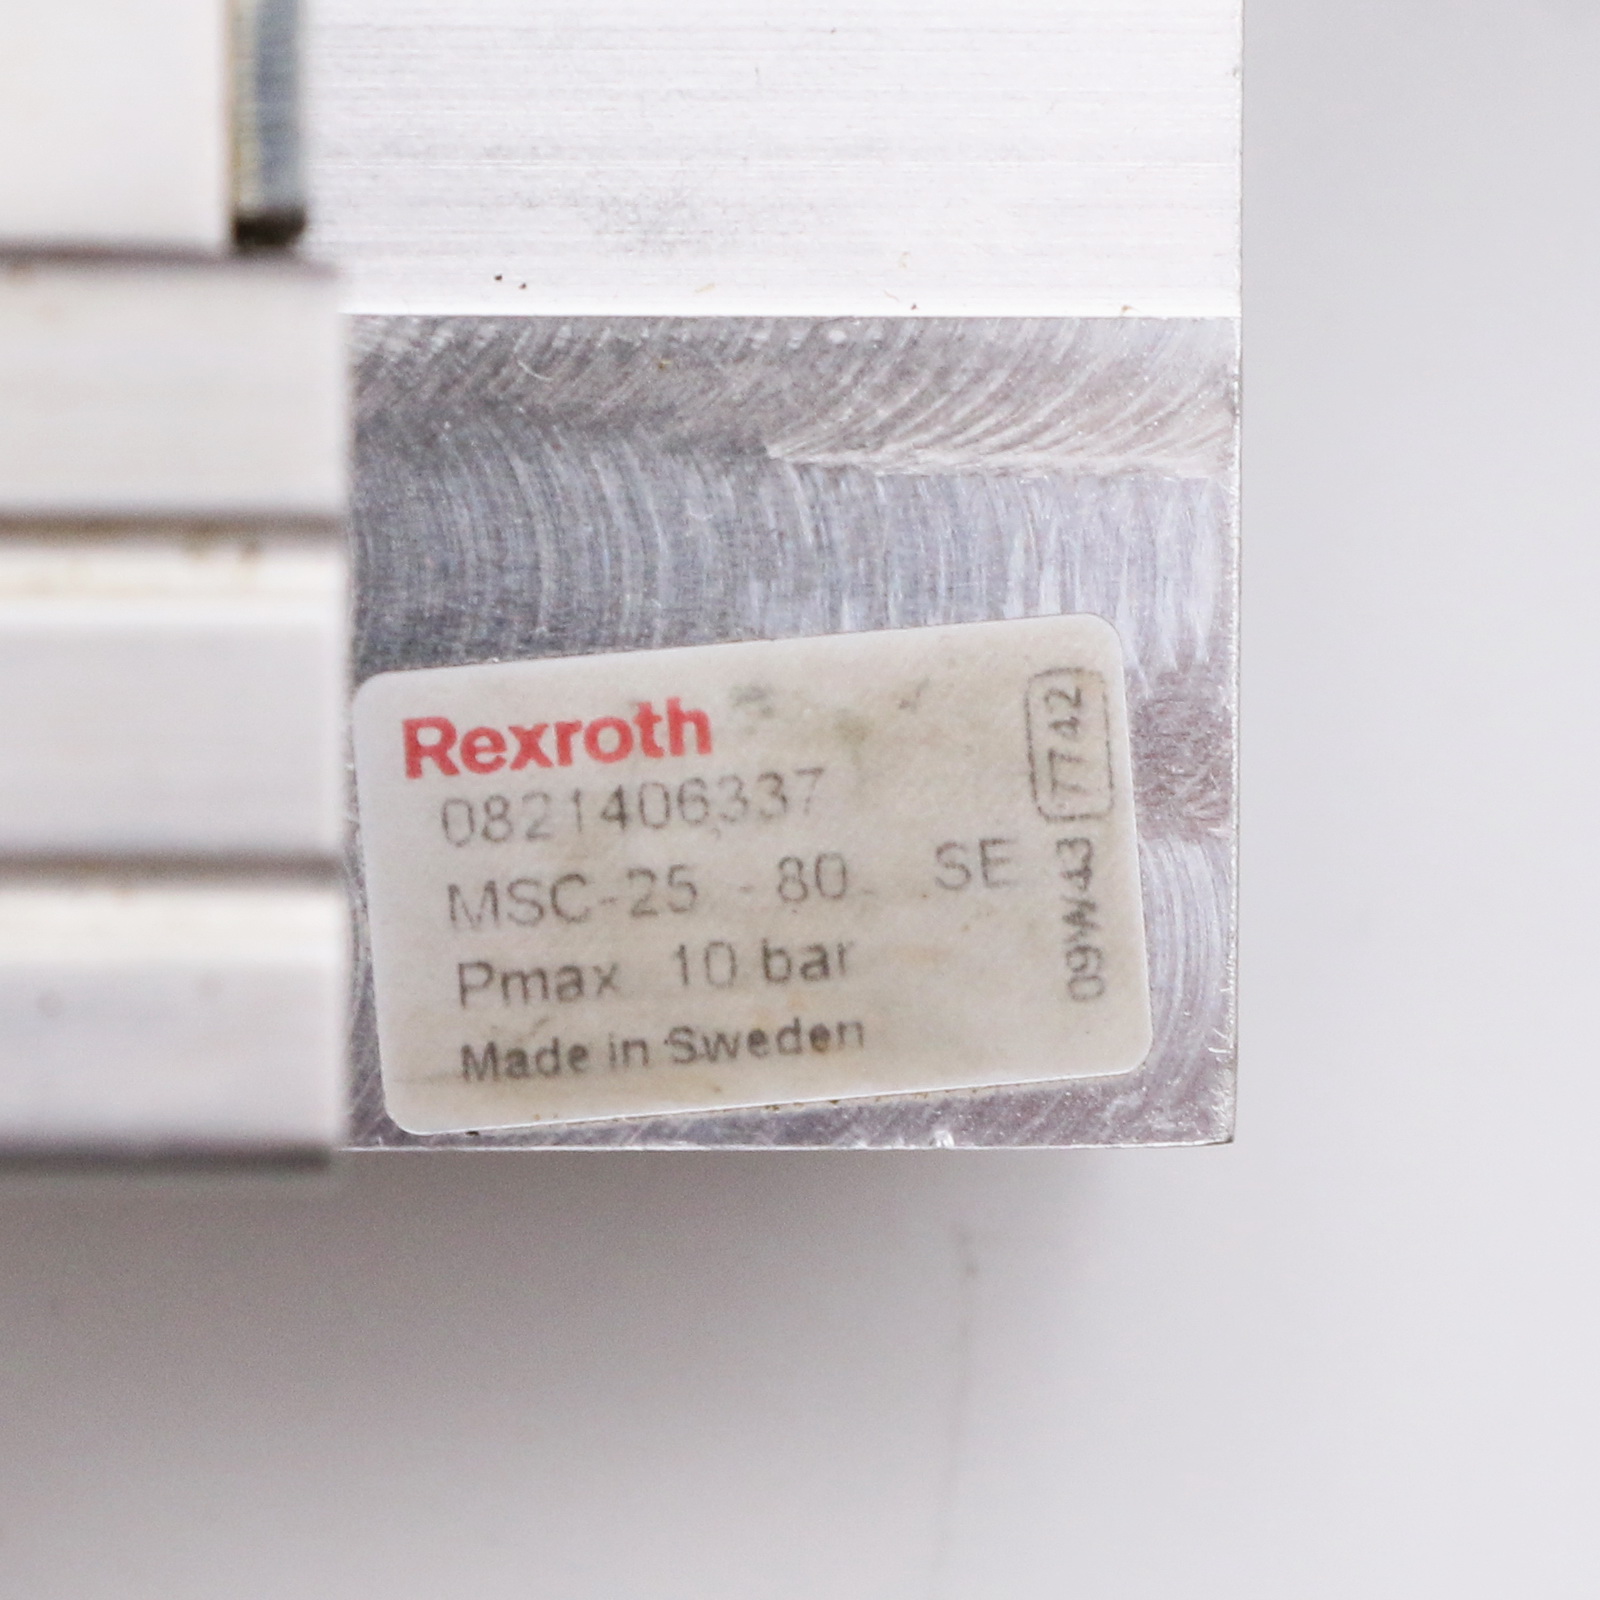 Rexroth
0821406337
MSC-25 - 80 SE
Pmax 10 bar
Made in Sweden
09W43 7742